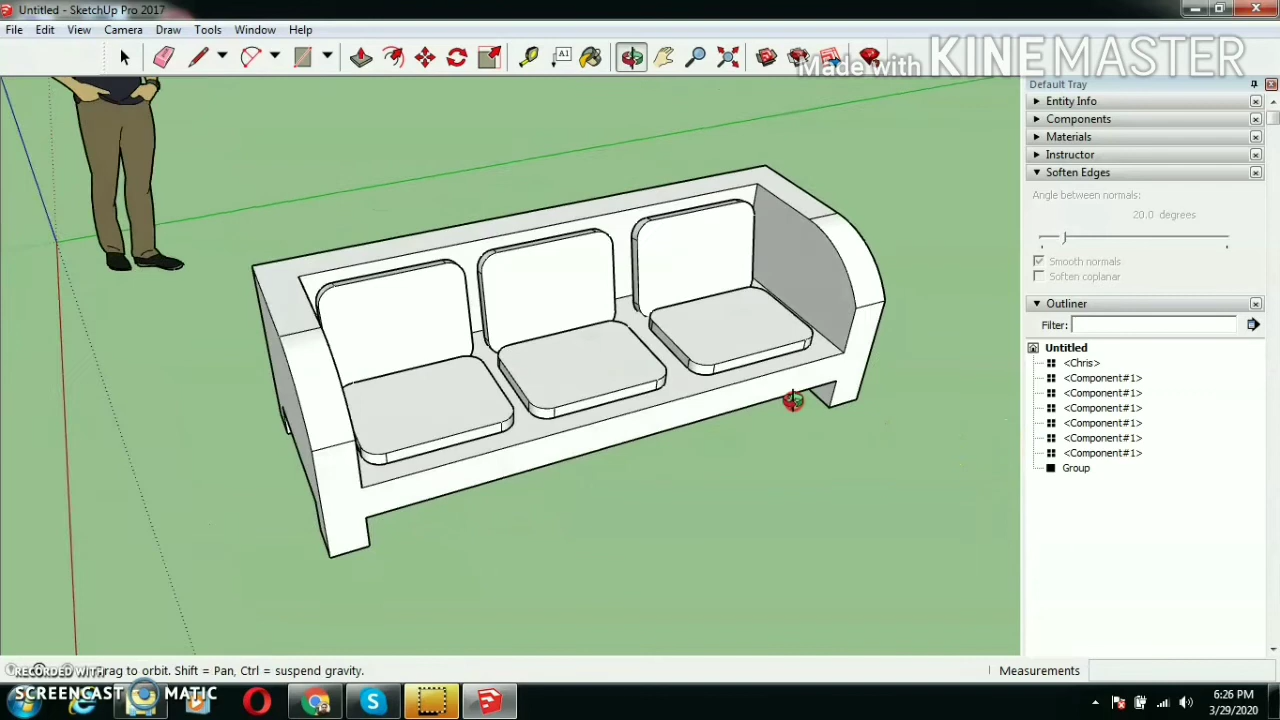 Untitled - SketchUp Pro 2017
File Edit View Camera Draw Tools Window Help
A1
Made with KINEMASTER
Default Tray
Entity Info
Components
Materials
Instructor
Soften Edges
Angle between normals:
20.0 degrees
Smooth normals
Soften coplanar
Outliner
Filter:
Untitled
<Chris>
<Component#1>
<Component#1>
<Component#1>
<Component#1>
<Component#1>
<Component#1>
Group
drag to orbit. Shift = Pan, Ctrl = suspend gravity.
Measurements
RECORDED WITH
SCREENCAST MATIC
6:26 PM
3/29/2020